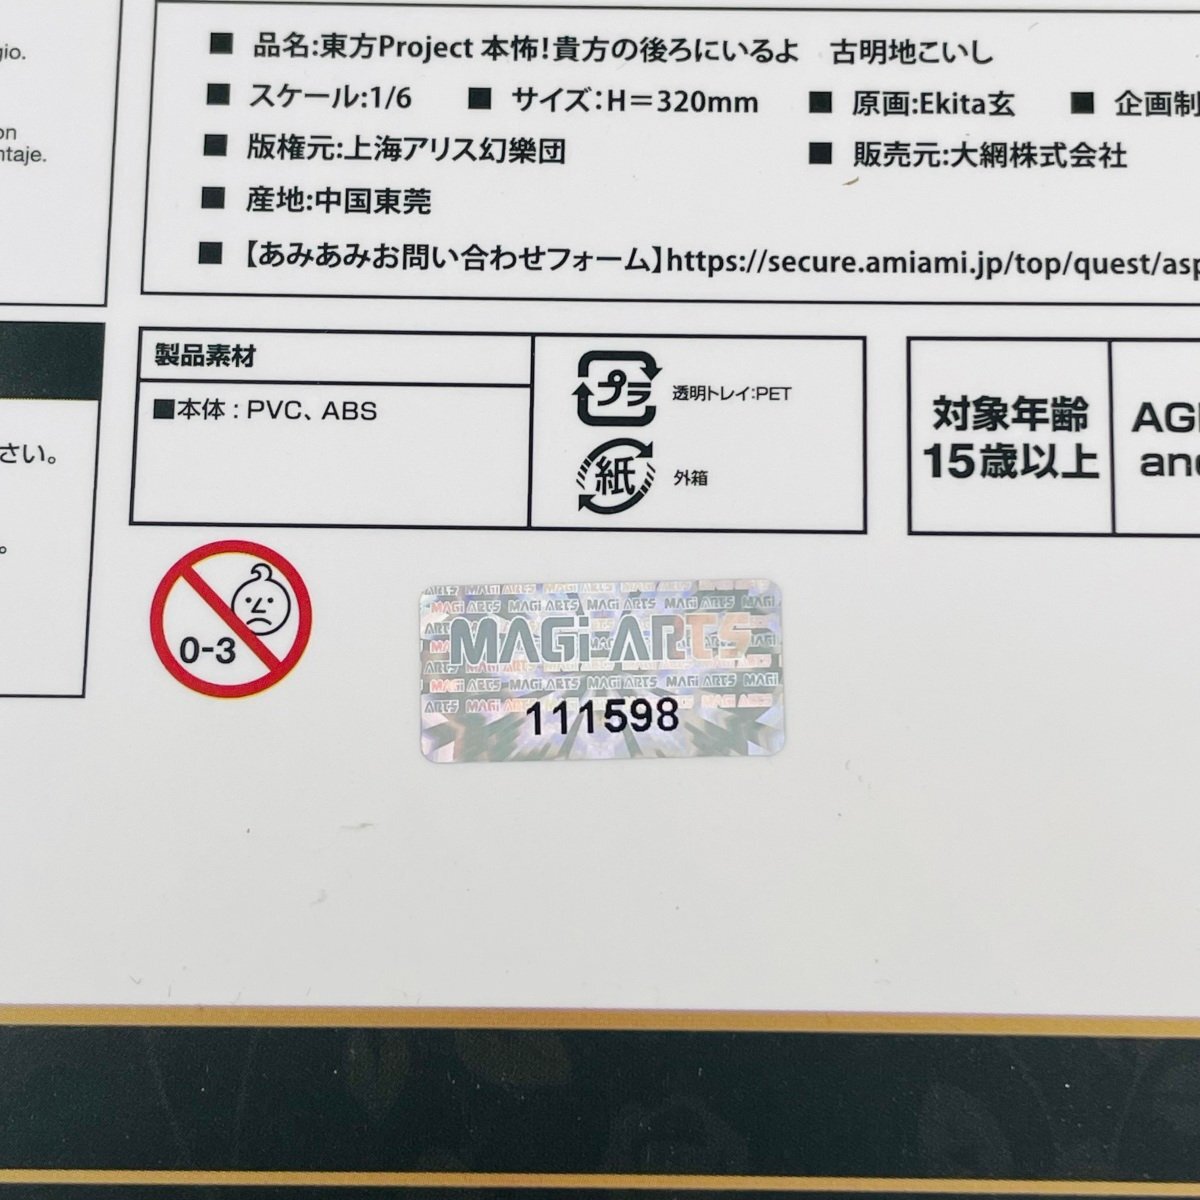 gio.
on
ntaje.
■ 品名:東方Project 本怖!貴方の後ろにいるよ　古明地こいし
■ スケール:1/6 ■ サイズ:H=320mm ■ 原画:Ekita玄 ■ 企画制
■ 版権元:上海アリス幻樂団 ■ 販売元:大網株式会社
■ 産地:中国東莞
■ 【あみあみお問い合わせフォーム】https://secure.amiami.jp/top/quest/asp
さい。
。
製品素材
■本体 : PVC、ABS
プラ 透明トレイ:PET
紙 外箱
対象年齢
15歳以上
AG
and
0-3
MAGi ARTS
111598